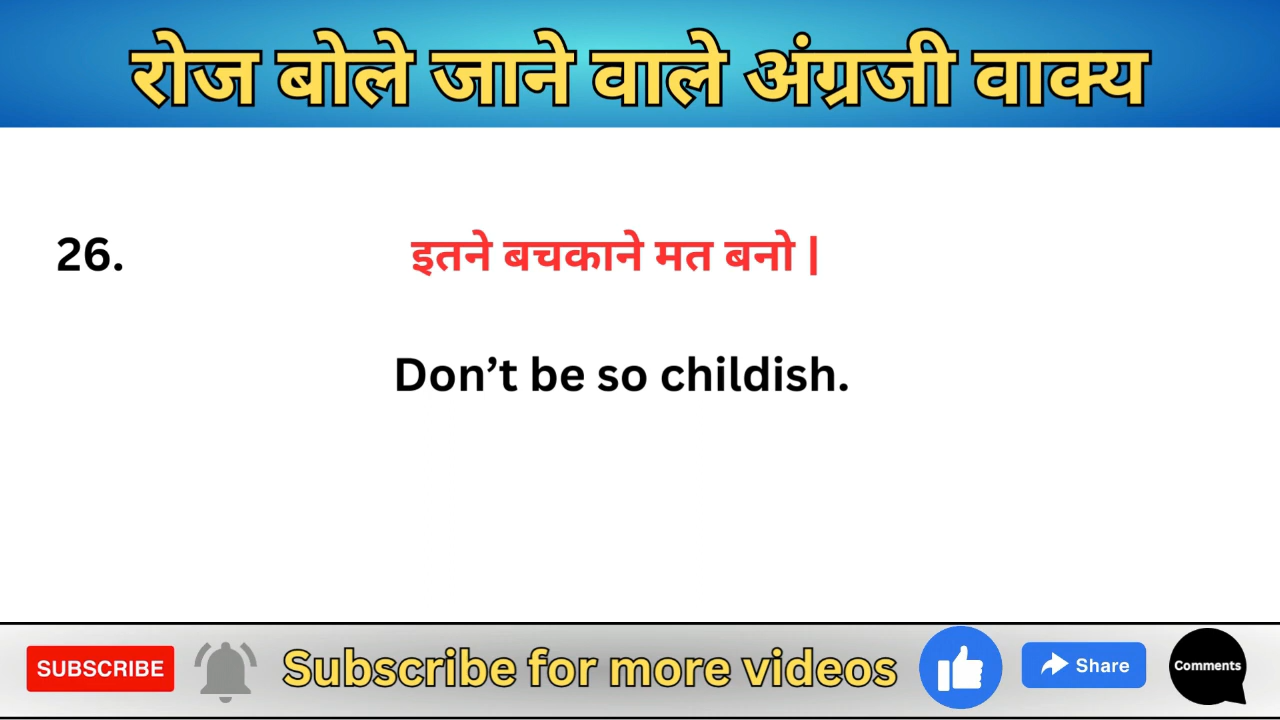 रोज बोले जाने वाले अंग्रजी वाक्य
26. इतने बचकाने मत बनो |
Don’t be so childish.
SUBSCRIBE Subscribe for more videos Share Comments